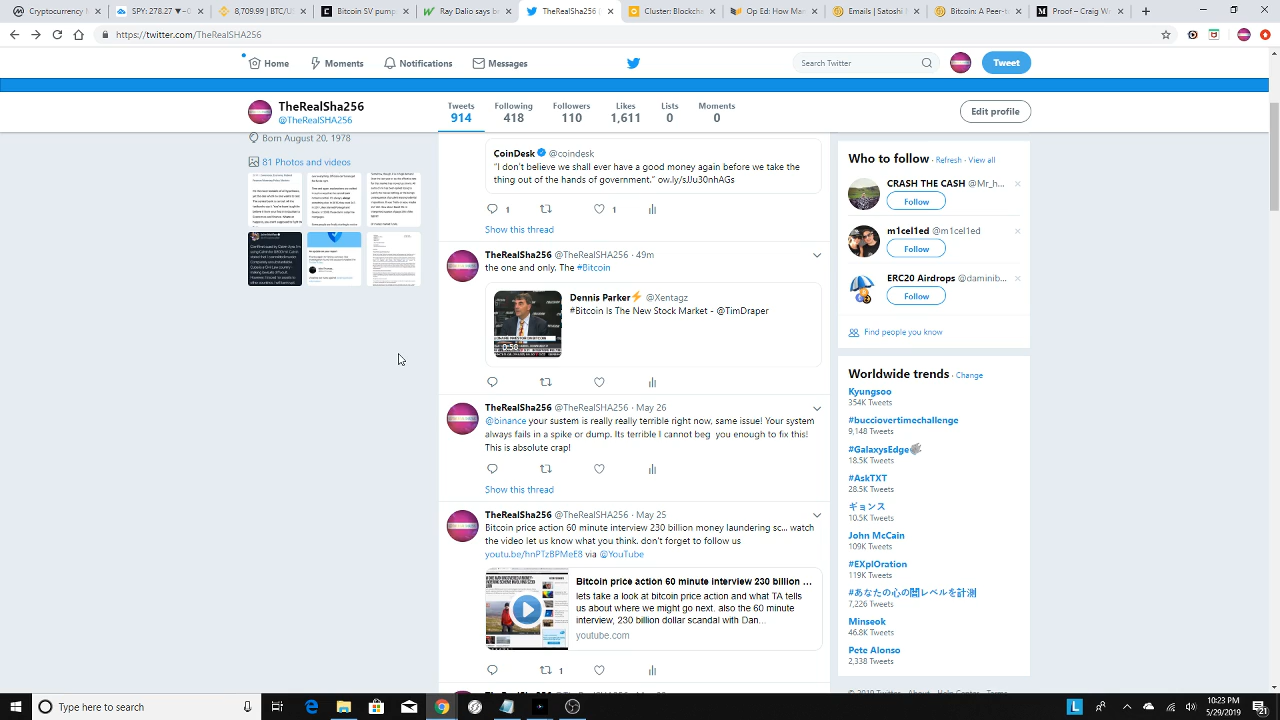 Cryptocurrency
SPY: 278.27 ▼
8,709.99 | BTC/U
Bitcoin SV pump
Ray Dalio says b
TheRealSha256
Cluster: Blockcha
Op Ed: How Mar
Emails | Satoshi
A Peer-t
Proof – Craig W
https://twitter.com/TheRealSHA256
Home
Moments
Notifications
Messages
Search Twitter
Tweet
TheRealSha256
@TheRealSHA256
Tweets
914
Following
418
Followers
110
Likes
1,611
Lists
0
Moments
0
Edit profile
Born August 20, 1978
81 Photos and videos
CoinDesk @coindesk
"I don't believe we shall ever have a good money again before we take the
thing out of the hands of government."
1
Show this thread
TheRealSha256 @TheRealSHA256
The #Bitcoin
Dennis Parker⚡ @Xentagz
#Bitcoin Is The New Stock Market - @TimDraper
0:58
TheRealSha256 @TheRealSHA256 · May 26
@binance your sustem is really really terrible right now, same issue! Your system
always fails in a spike or dump. Its terrible I cannot beg you enough to fix this!
This is absolute crap!
Show this thread
TheRealSha256 @TheRealSHA256 · May 25
Bitcoin price action 60 minute interview 230 billion money laundering sc... watch
the video let us know what you think. don't forget to follow us
youtu.be/hnPTzBPMeE8 via @YouTube
Bitcoin price action 60 minute interview 230 billion ...
lets take a look at bitcoin price action and what TA tells
us about where we might go next plus the 60 minute
interview, 230 billion dollar scandal with Dan...
youtube.com
1
Who to follow · Refresh · View all
CRASH THE CASH @Mr_h...
Follow
m1cel1ed
Follow
ERC20 Airdrops @daminib...
Follow
Find people you know
Worldwide trends · Change
Kyungsoo
354K Tweets
#bucciovertimechallenge
9,148 Tweets
#GalaxysEdge
18.5K Tweets
#AskTXT
28.5K Tweets
ギョンス
10.5K Tweets
John McCain
109K Tweets
#EXplOration
119K Tweets
#あなたの心の闇レベルを計測
7,226 Tweets
Minseok
46.8K Tweets
Pete Alonso
2,338 Tweets
© 2019 Twitter About Help Center Terms
Type here to search
10:23 PM
5/29/2019